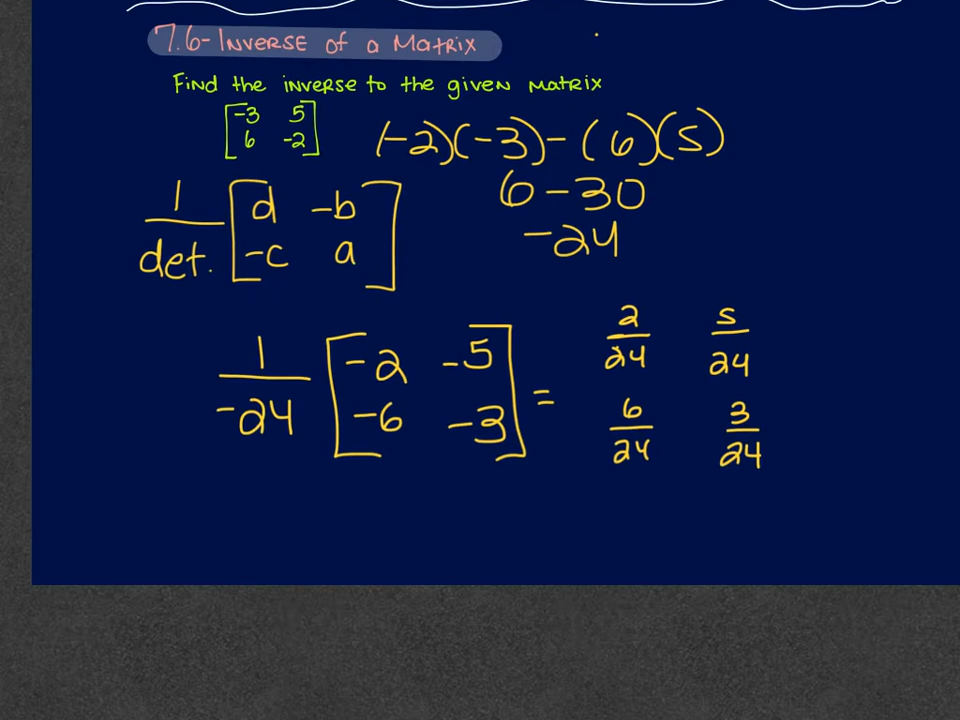 7.6-Inverse of a Matrix
Find the inverse to the given matrix
-3 5
6 -2
(-2)(-3)-(6)(5)
6-30
-24
1
det.
d -b
-c a
1
-24
-2 -5
-6 -3
=
2/24 5/24
6/24 3/24